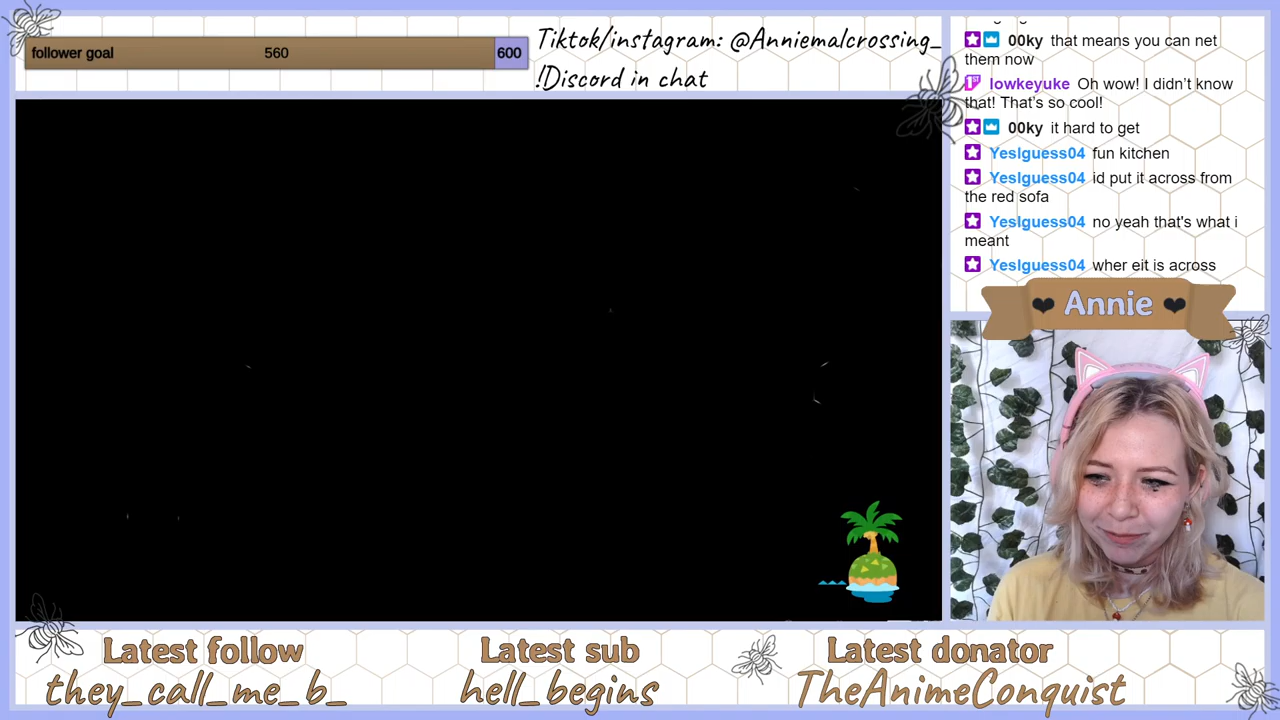 follower goal 560 600
Tiktok/instagram: @Anniemalcrossing_
!Discord in chat
00ky that means you can net
them now
lowkeyuke Oh wow! I didn't know
that! That's so cool!
00ky it hard to get
YesIguess04 fun kitchen
YesIguess04 id put it across from
the red sofa
YesIguess04 no yeah that's what i
meant
YesIguess04 wher eit is across
Annie
Latest follow
they_call_me_b_
Latest sub
hell_begins
Latest donator
TheAnimeConquist